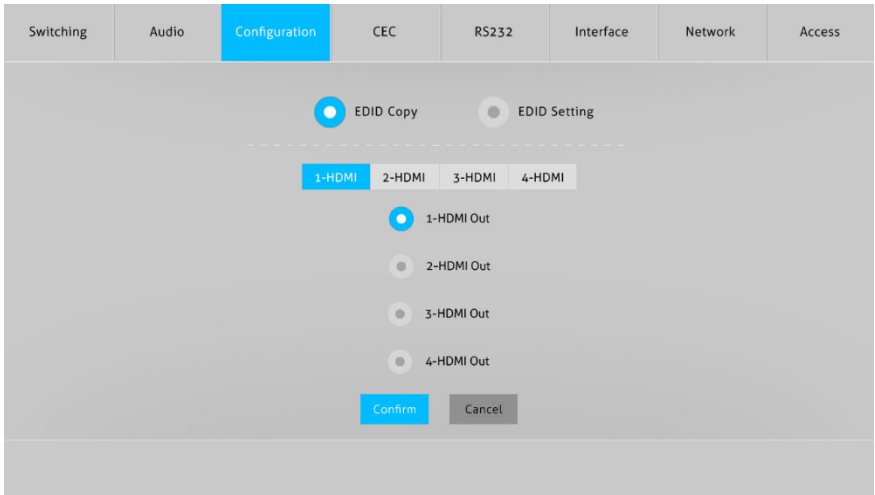 Switching Audio Configuration CEC RS232 Interface Network Access
EDID Copy EDID Setting
1-HDMI 2-HDMI 3-HDMI 4-HDMI
1-HDMI Out
2-HDMI Out
3-HDMI Out
4-HDMI Out
Confirm Cancel